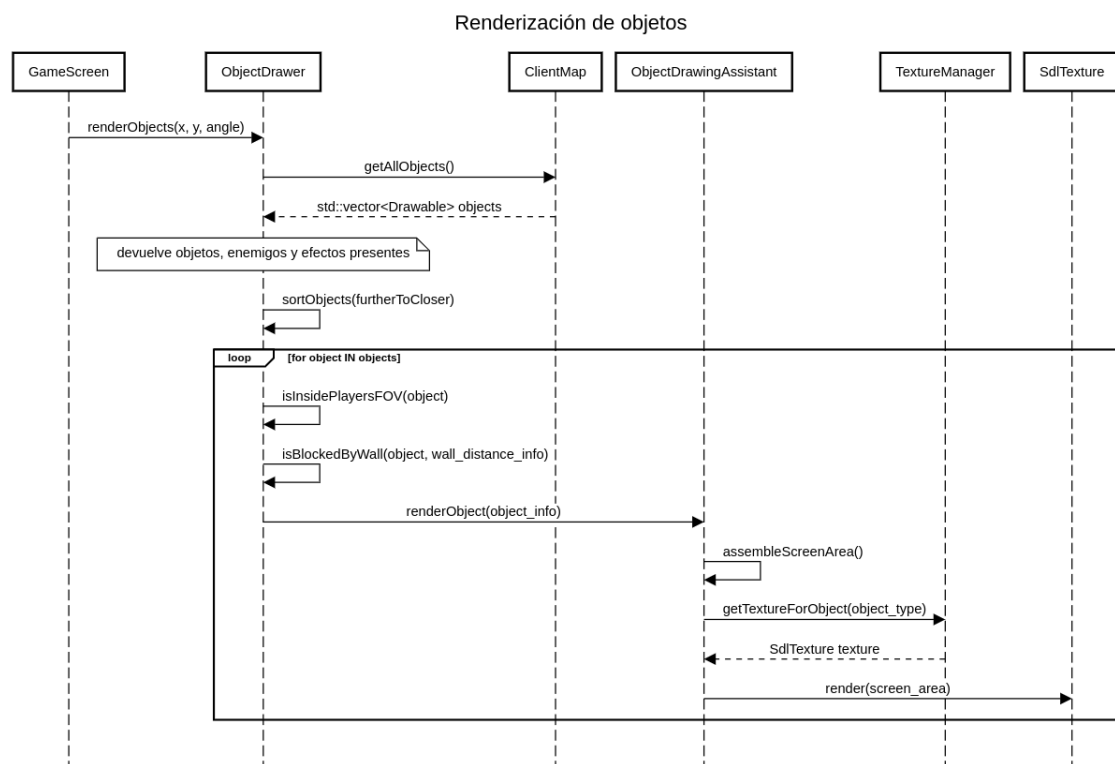 Renderización de objetos
GameScreen
ObjectDrawer
ClientMap
ObjectDrawingAssistant
TextureManager
SdlTexture
renderObjects(x, y, angle)
getAllObjects()
std::vector<Drawable> objects
devuelve objetos, enemigos y efectos presentes
sortObjects(furtherToCloser)
loop
[for object IN objects]
isInsidePlayersFOV(object)
isBlockedByWall(object, wall_distance_info)
renderObject(object_info)
assembleScreenArea()
getTextureForObject(object_type)
SdlTexture texture
render(screen_area)